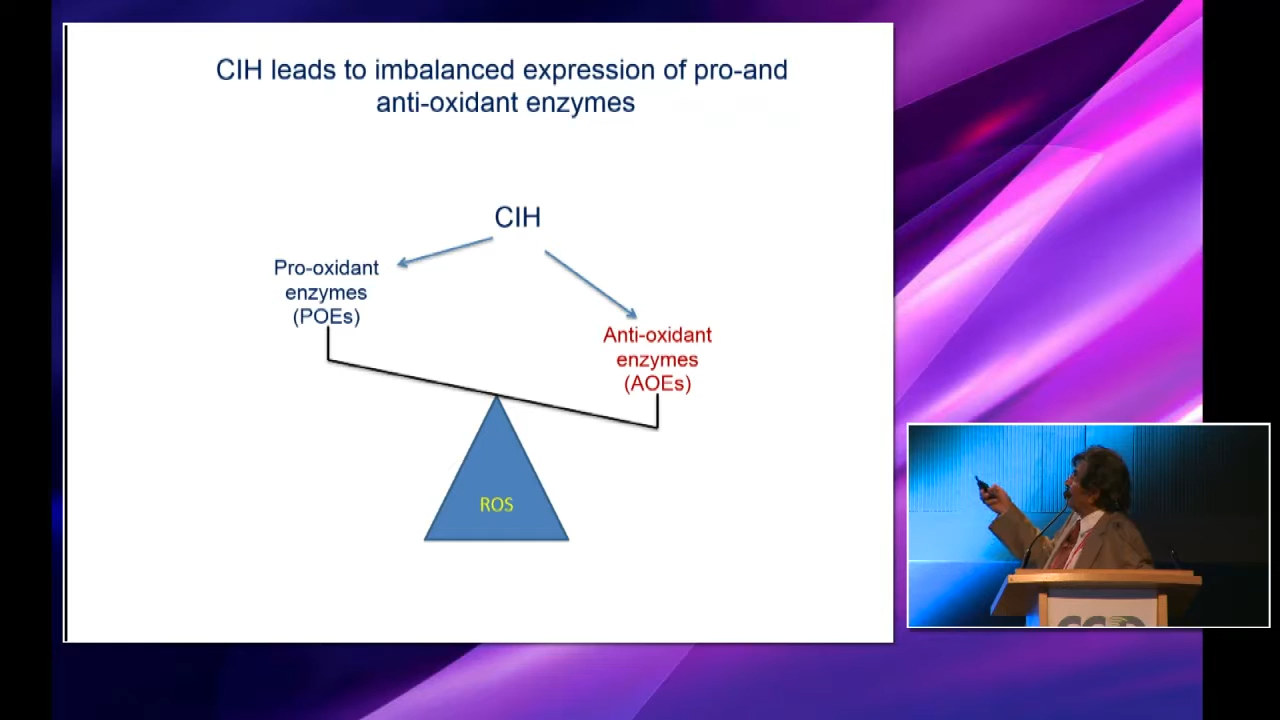 CIH leads to imbalanced expression of pro-and
anti-oxidant enzymes
CIH
Pro-oxidant
enzymes
(POEs)
Anti-oxidant
enzymes
(AOEs)
ROS